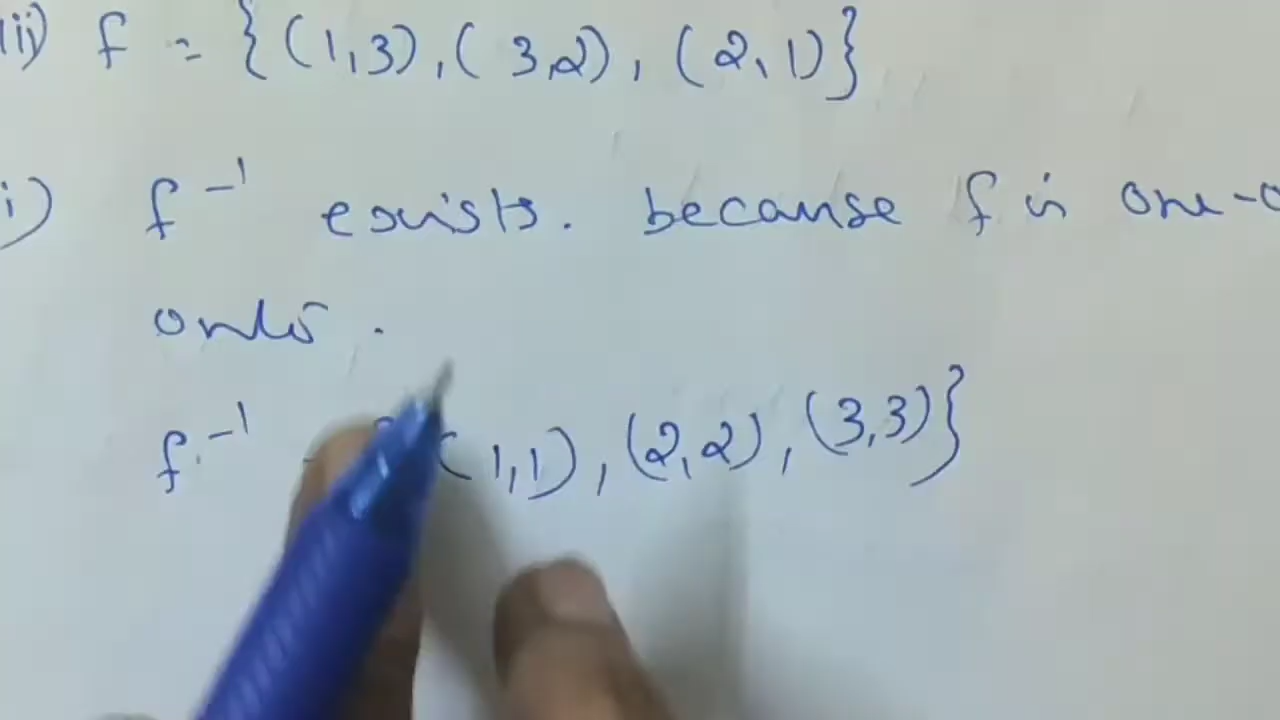 iii) f = {(1,3), (3,2), (2,1)}
i) f⁻¹ exists. because f is one-o
onto.
f⁻¹ = {(1,1), (2,2), (3,3)}